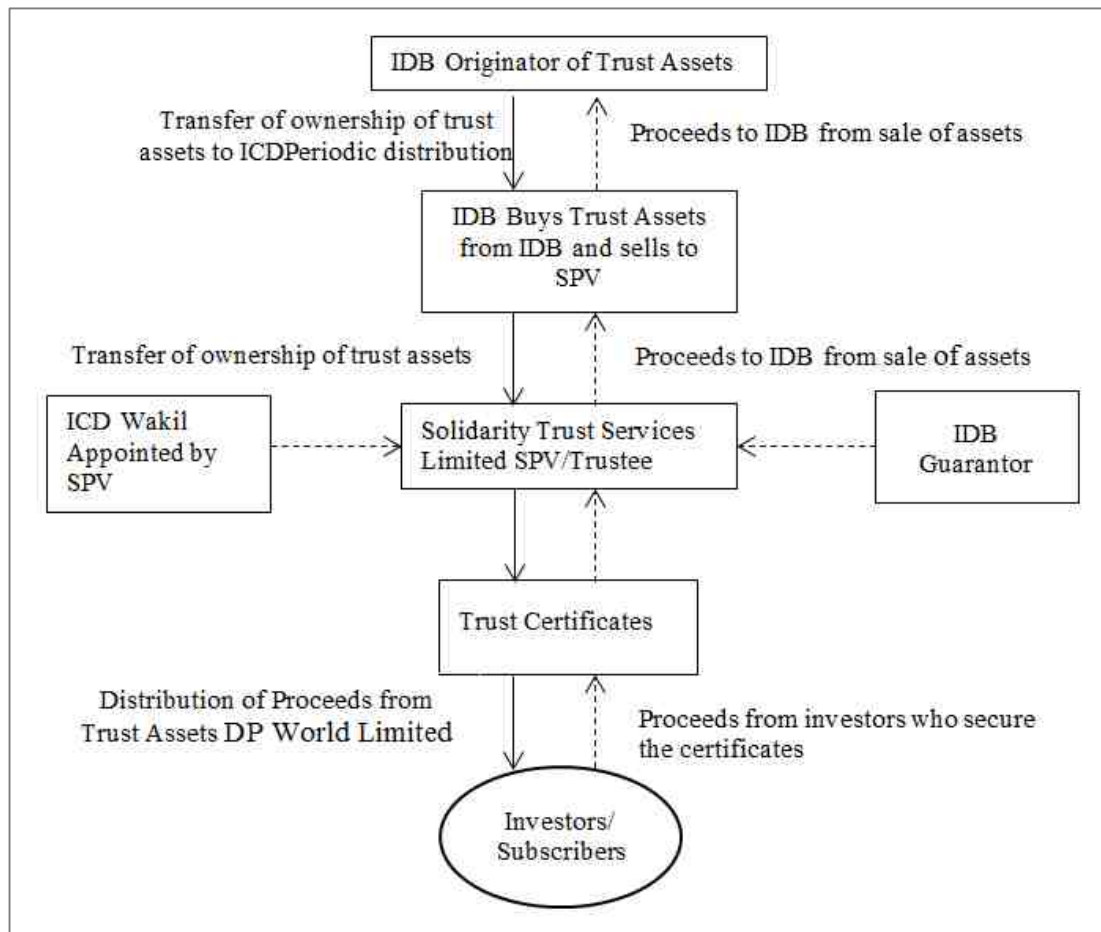 IDB Originator of Trust Assets
Transfer of ownership of trust
assets to ICDPeriodic distribution
Proceeds to IDB from sale of assets
IDB Buys Trust Assets
from IDB and sells to
SPV
Transfer of ownership of trust assets
Proceeds to IDB from sale of assets
ICD Wakil
Appointed by
SPV
Solidarity Trust Services
Limited SPV/Trustee
IDB
Guarantor
Trust Certificates
Distribution of Proceeds from
Trust Assets DP World Limited
Proceeds from investors who secure
the certificates
Investors/
Subscribers